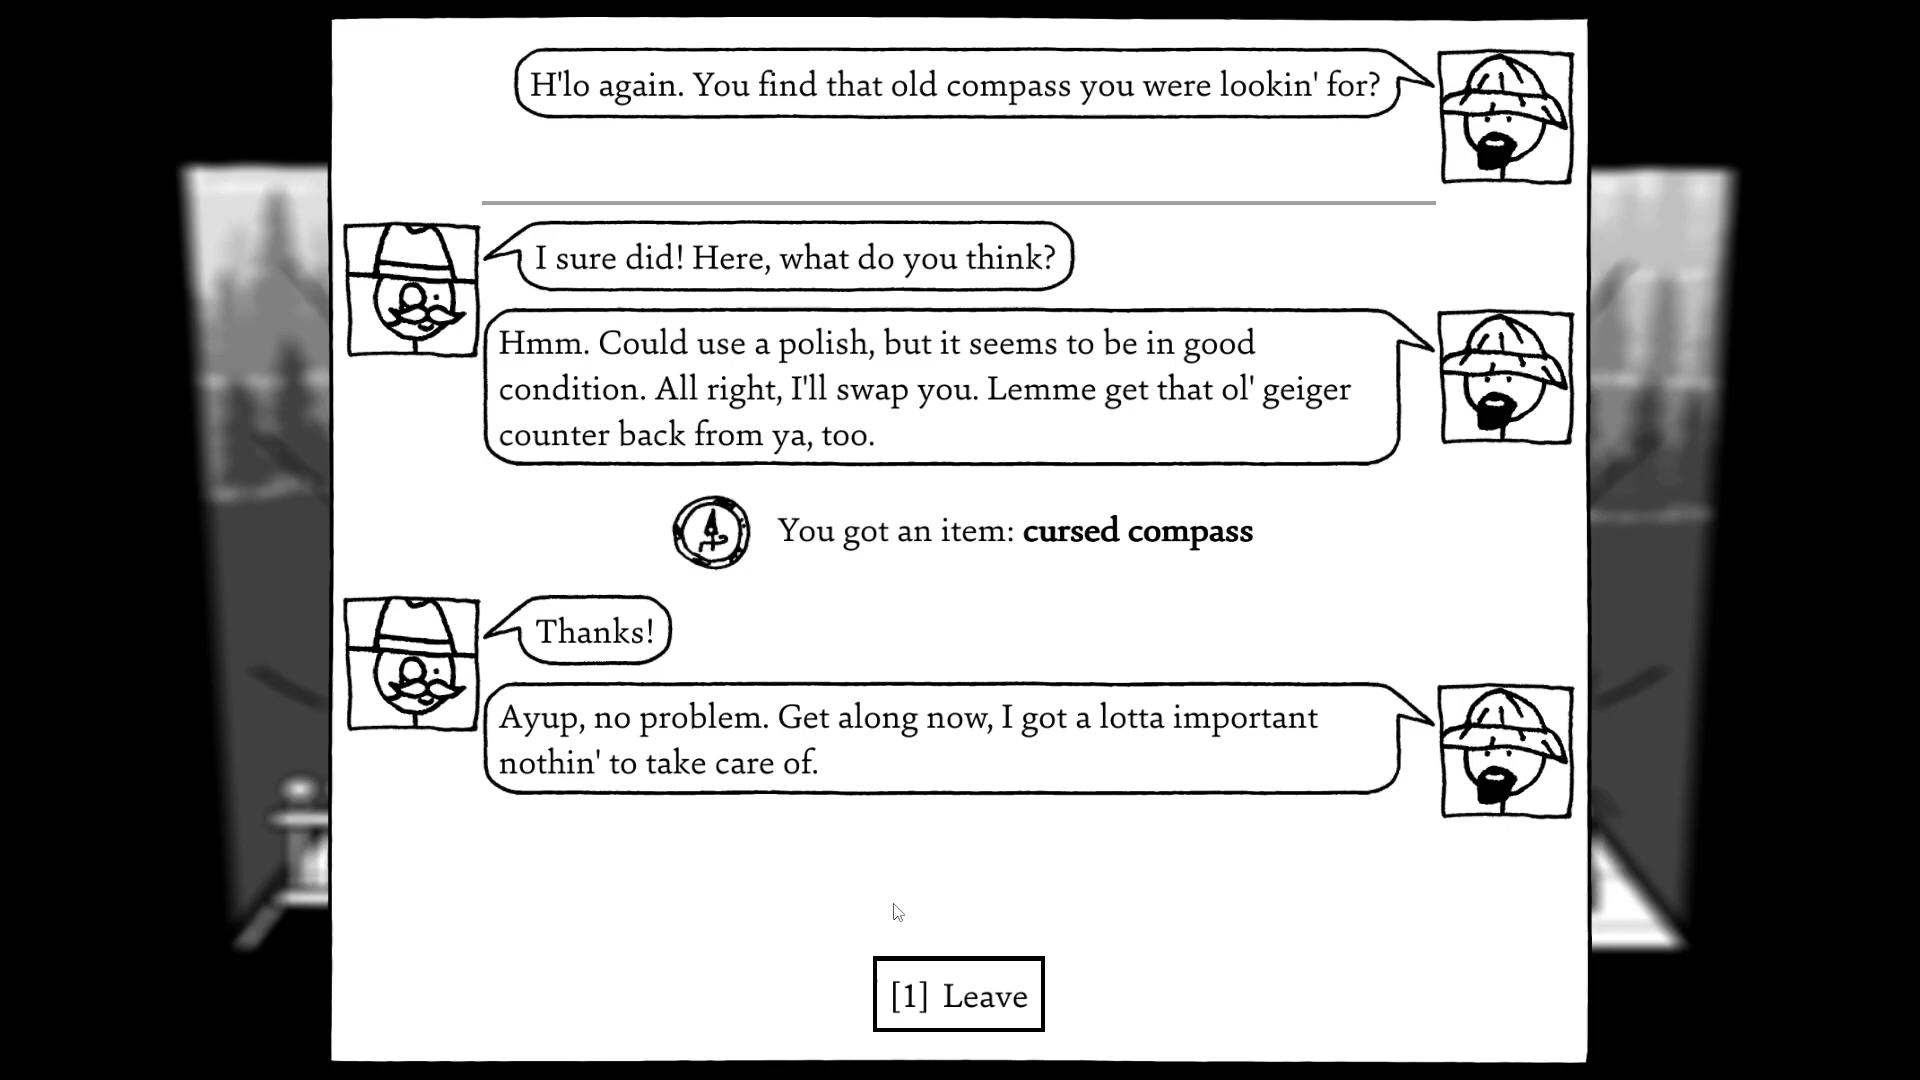 H'lo again. You find that old compass you were lookin' for?
I sure did! Here, what do you think?
Hmm. Could use a polish, but it seems to be in good
condition. All right, I'll swap you. Lemme get that ol' geiger
counter back from ya, too.
You got an item: cursed compass
Thanks!
Ayup, no problem. Get along now, I got a lotta important
nothin' to take care of.
[1] Leave